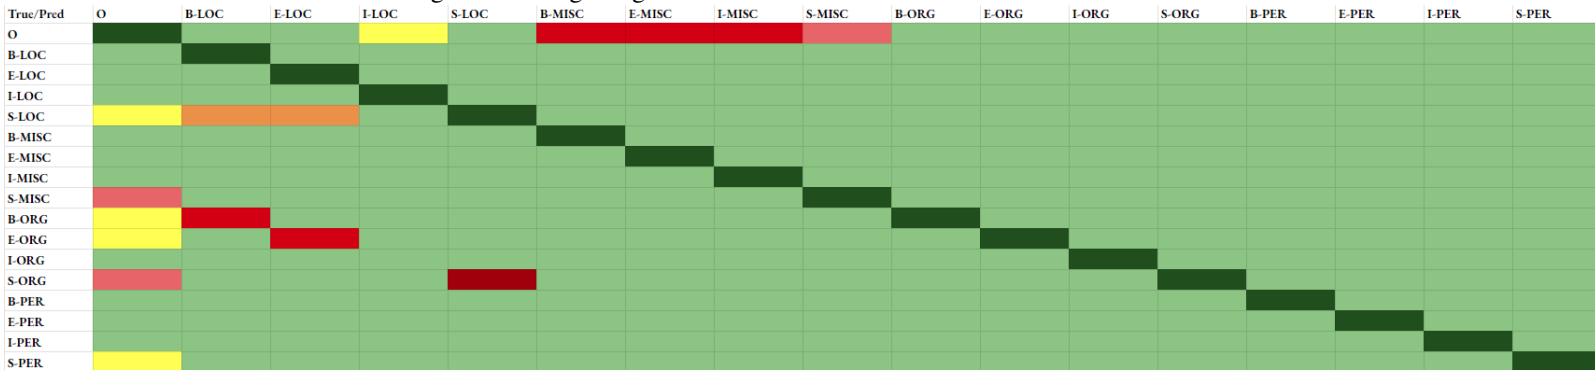 True/Pred O B-LOC E-LOC I-LOC S-LOC B-MISC E-MISC I-MISC S-MISC B-ORG E-ORG I-ORG S-ORG B-PER E-PER I-PER S-PER
O
B-LOC
E-LOC
I-LOC
S-LOC
B-MISC
E-MISC
I-MISC
S-MISC
B-ORG
E-ORG
I-ORG
S-ORG
B-PER
E-PER
I-PER
S-PER